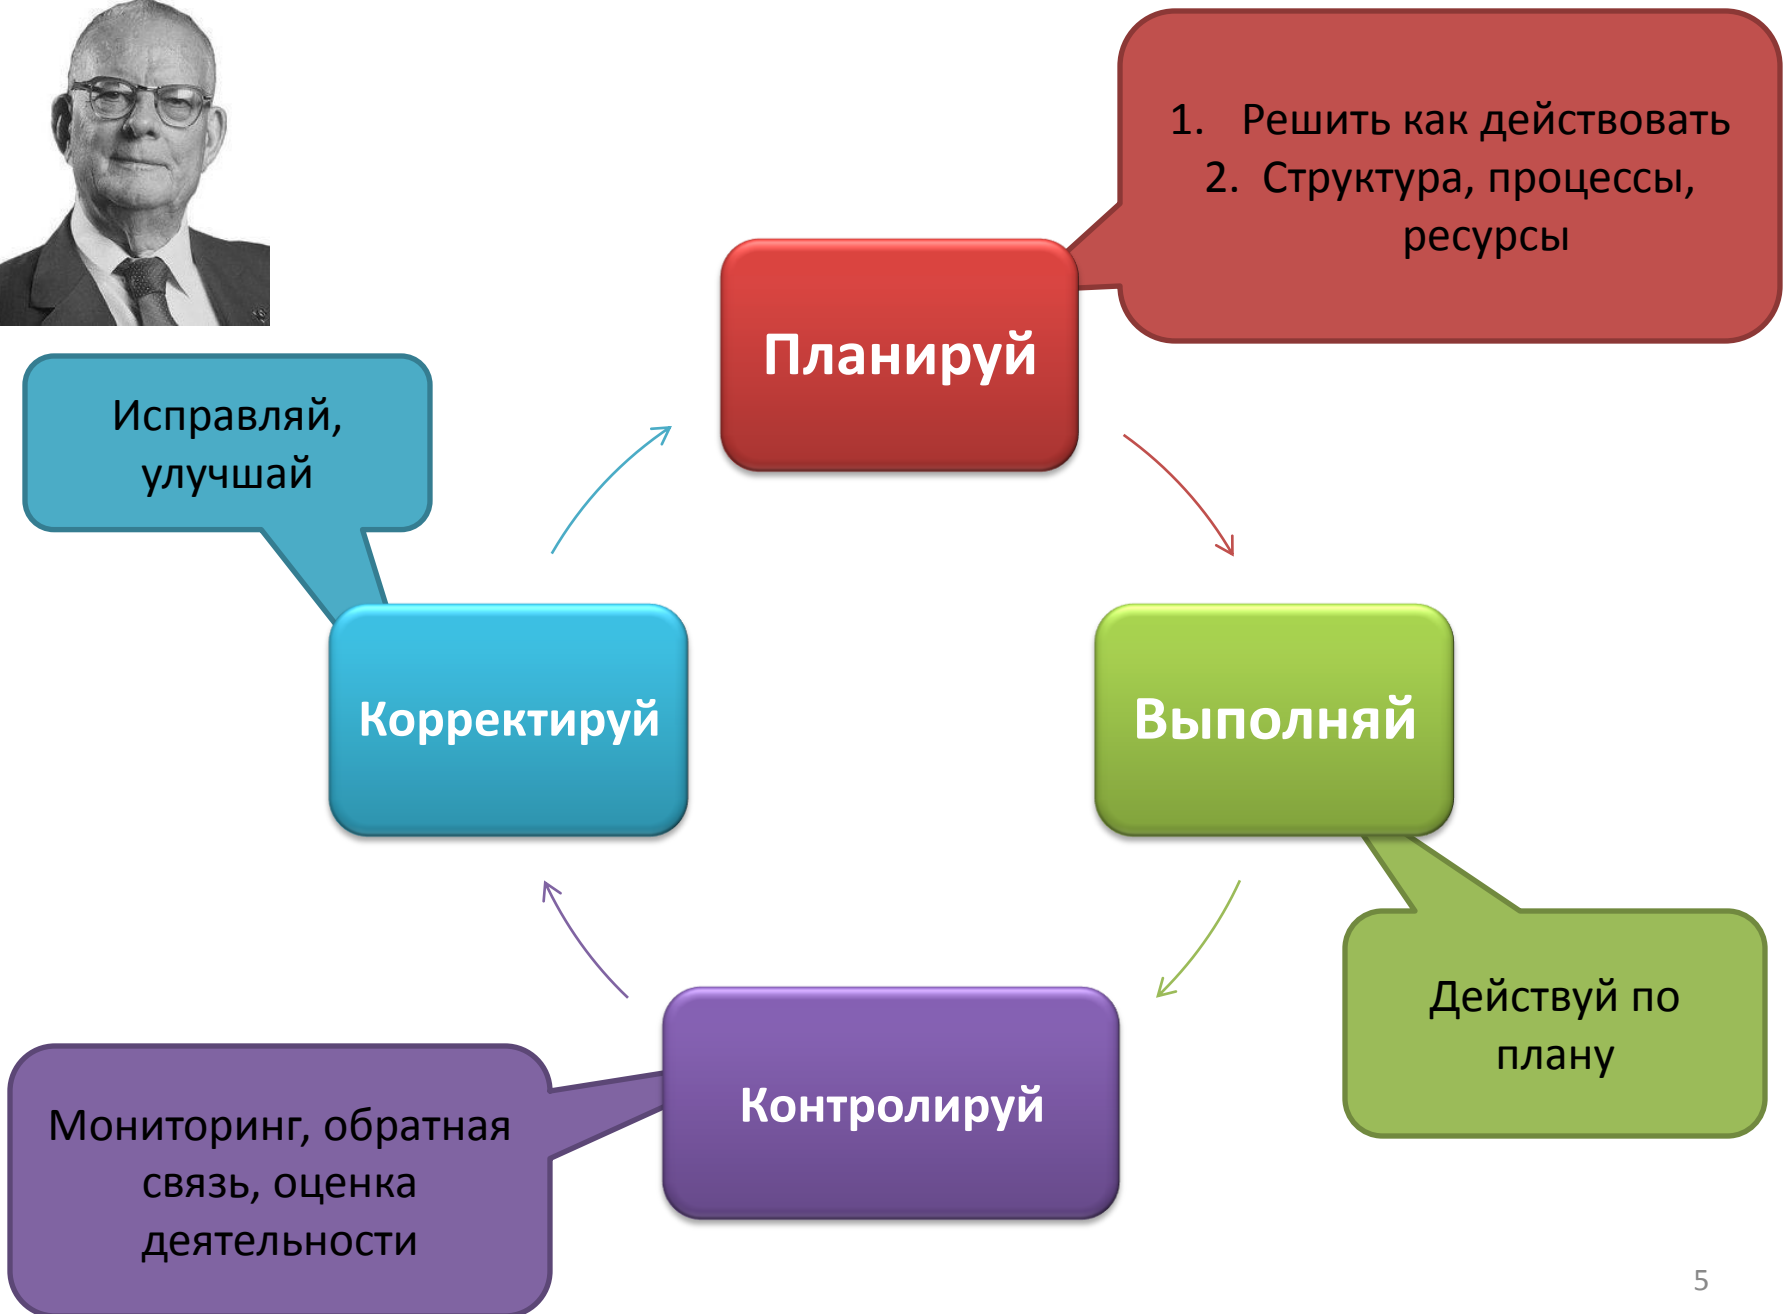 1. Решить как действовать
2. Структура, процессы,
ресурсы
Планируй
Исправляй,
улучшай
Корректируй
Выполняй
Действуй по
плану
Контролируй
Мониторинг, обратная
связь, оценка
деятельности
5